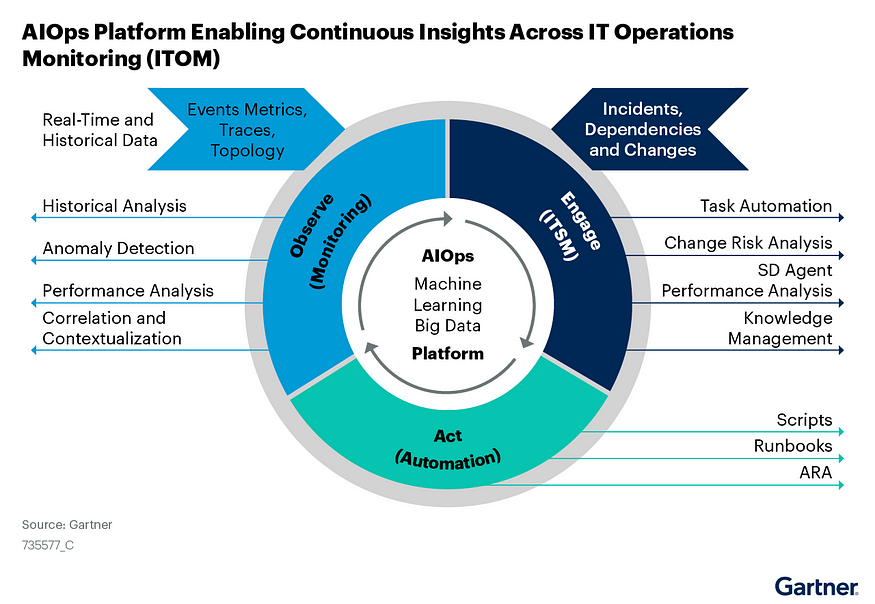 AIOps Platform Enabling Continuous Insights Across IT Operations
Monitoring (ITOM)
Real-Time and
Historical Data
Events Metrics,
Traces,
Topology
Incidents,
Dependencies
and Changes
Historical Analysis
Anomaly Detection
Performance Analysis
Correlation and
Contextualization
Observe
(Monitoring)
Engage
(ITSM)
AIOps
Machine
Learning
Big Data
Platform
Act
(Automation)
Task Automation
Change Risk Analysis
SD Agent
Performance Analysis
Knowledge
Management
Scripts
Runbooks
ARA
Source: Gartner
735577_C
Gartner.